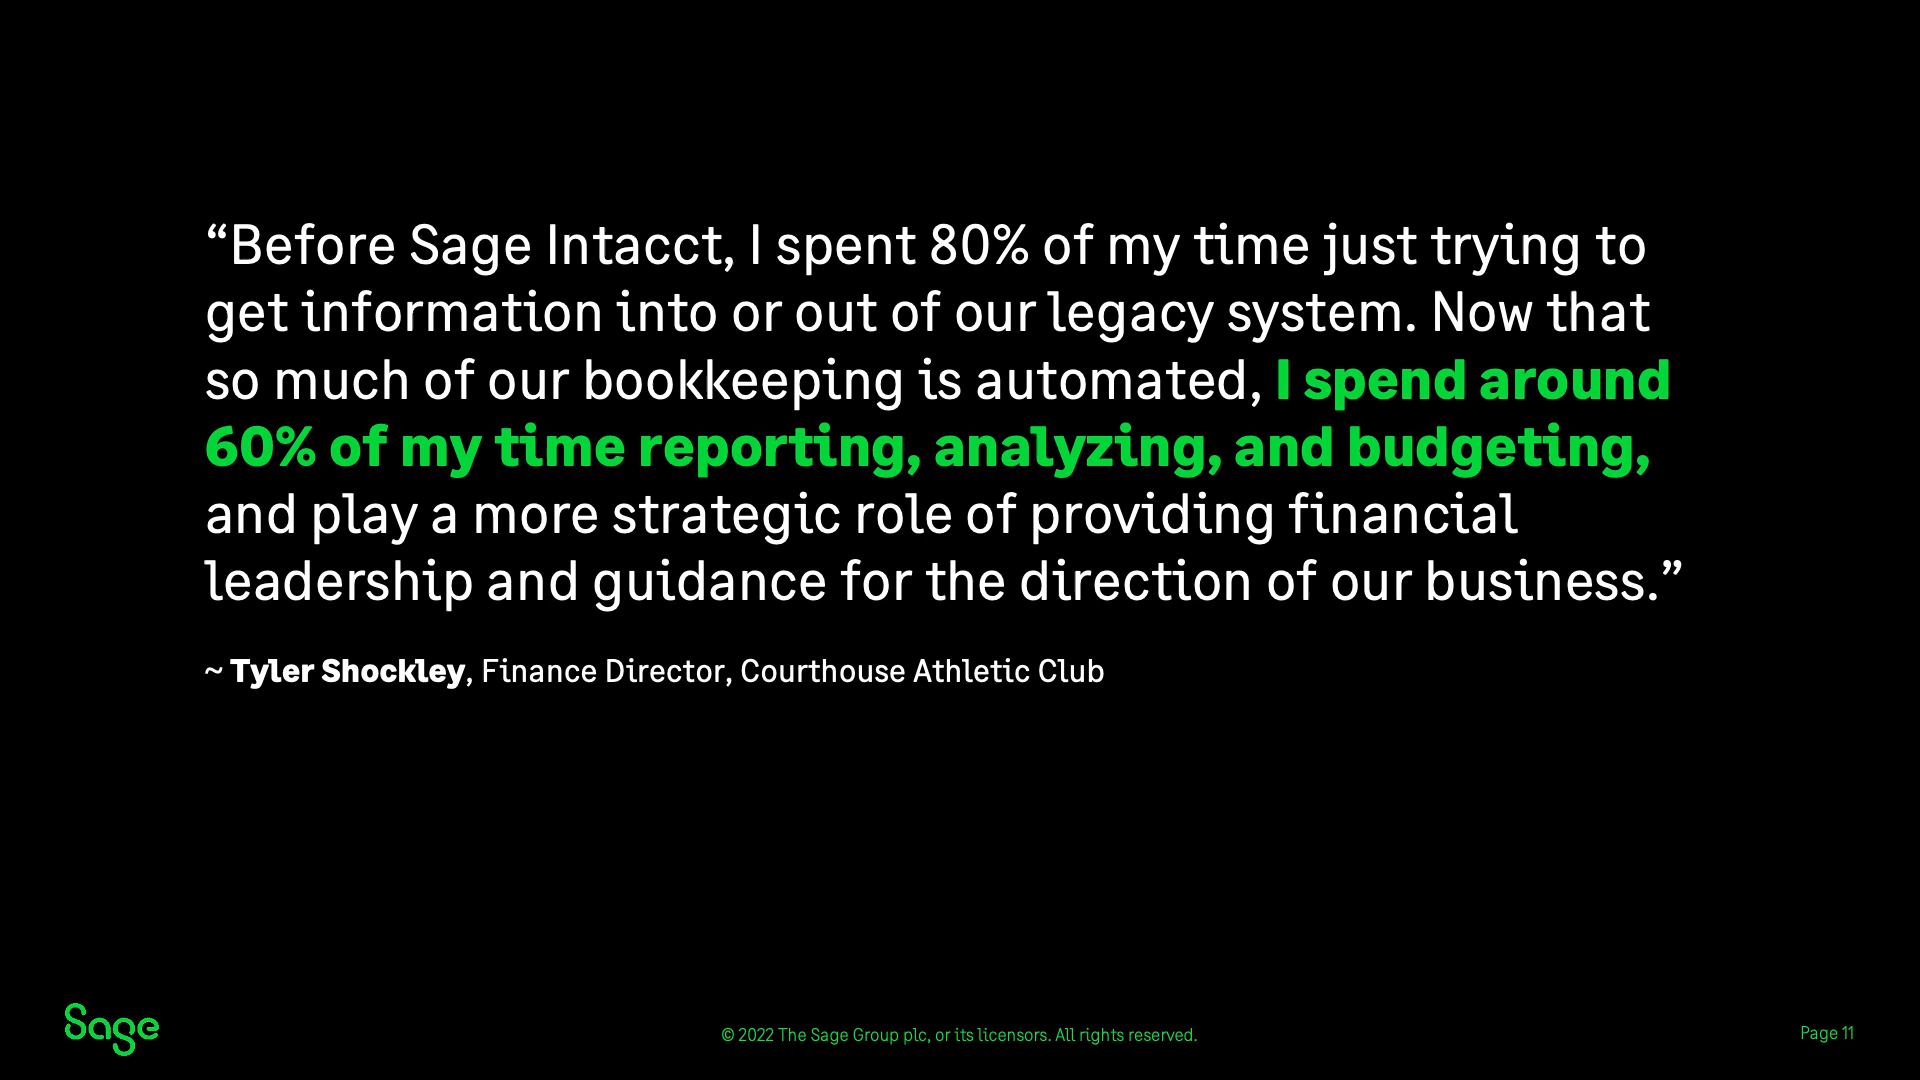 “Before Sage Intacct, I spent 80% of my time just trying to
get information into or out of our legacy system. Now that
so much of our bookkeeping is automated, I spend around
60% of my time reporting, analyzing, and budgeting,
and play a more strategic role of providing financial
leadership and guidance for the direction of our business.”
~ Tyler Shockley, Finance Director, Courthouse Athletic Club
Sage
© 2022 The Sage Group plc, or its licensors. All rights reserved.
Page 11